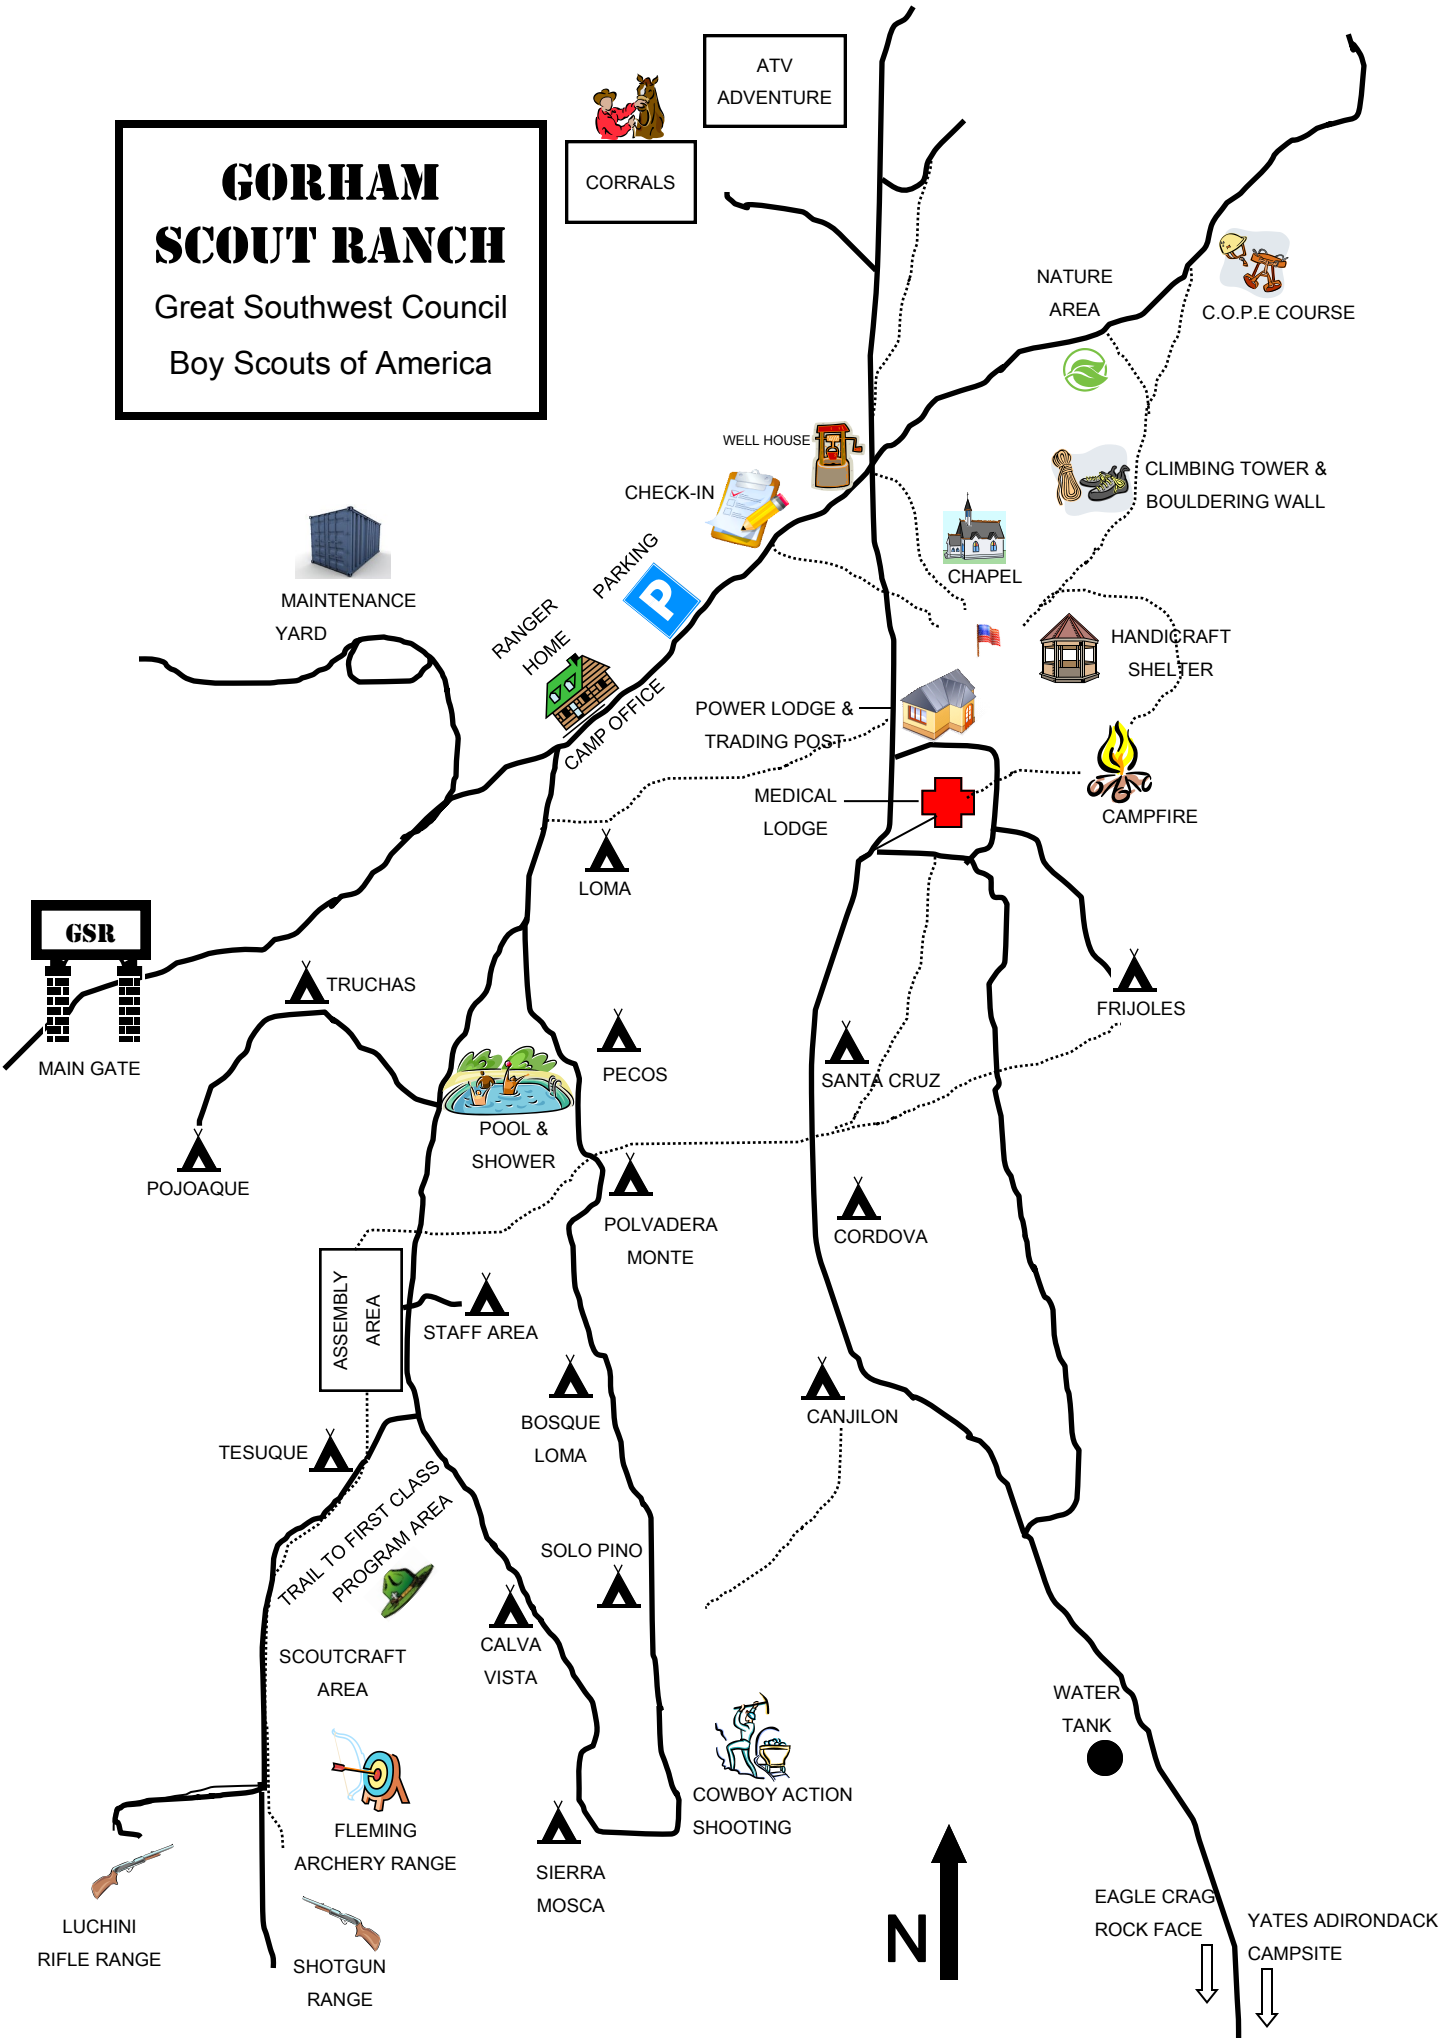 ATV
ADVENTURE
CORRALS
GORHAM
SCOUT RANCH
Great Southwest Council
Boy Scouts of America
NATURE
AREA
C.O.P.E COURSE
WELL HOUSE
CHECK-IN
CLIMBING TOWER &
BOULDERING WALL
PARKING
P
CHAPEL
MAINTENANCE
YARD
RANGER
HOME
HANDICRAFT
SHELTER
CAMP OFFICE
POWER LODGE &
TRADING POST
MEDICAL
LODGE
CAMPFIRE
LOMA
GSR
MAIN GATE
TRUCHAS
FRIJOLES
PECOS
SANTA CRUZ
POOL &
SHOWER
POJOAQUE
POLVADERA
MONTE
CORDOVA
ASSEMBLY
AREA
STAFF AREA
BOSQUE
LOMA
CANJILON
TESUQUE
TRAIL TO FIRST CLASS
PROGRAM AREA
SOLO PINO
CALVA
VISTA
SCOUTCRAFT
AREA
WATER
TANK
COWBOY ACTION
SHOOTING
FLEMING
ARCHERY RANGE
SIERRA
MOSCA
LUCHINI
RIFLE RANGE
SHOTGUN
RANGE
N
EAGLE CRAG
ROCK FACE
YATES ADIRONDACK
CAMPSITE